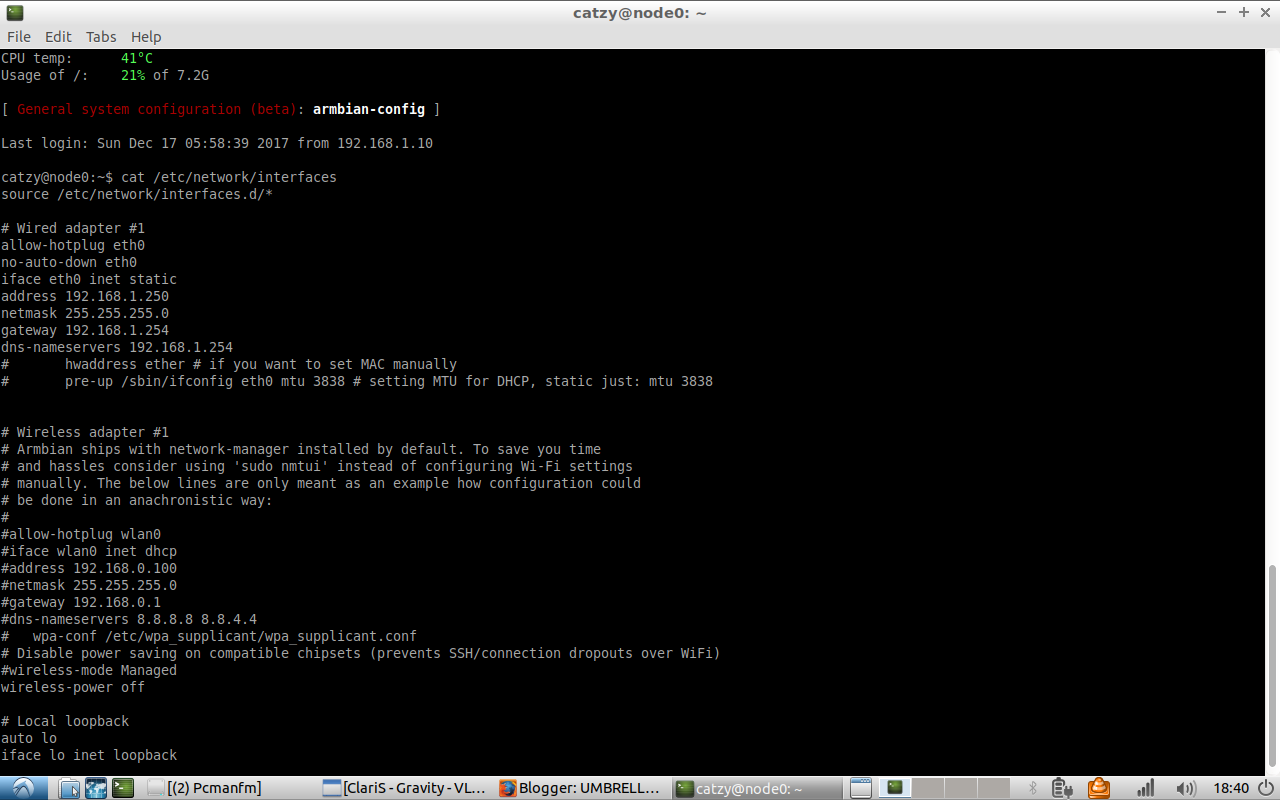 catzy@node0: ~
File Edit Tabs Help
CPU temp: 41°C
Usage of /: 21% of 7.2G
[ General system configuration (beta): armbian-config ]
Last login: Sun Dec 17 05:58:39 2017 from 192.168.1.10
catzy@node0:~$ cat /etc/network/interfaces
source /etc/network/interfaces.d/*
# Wired adapter #1
allow-hotplug eth0
no-auto-down eth0
iface eth0 inet static
address 192.168.1.250
netmask 255.255.255.0
gateway 192.168.1.254
dns-nameservers 192.168.1.254
#       hwaddress ether # if you want to set MAC manually
#       pre-up /sbin/ifconfig eth0 mtu 3838 # setting MTU for DHCP, static just: mtu 3838
# Wireless adapter #1
# Armbian ships with network-manager installed by default. To save you time
# and hassles consider using 'sudo nmtui' instead of configuring Wi-Fi settings
# manually. The below lines are only meant as an example how configuration could
# be done in an anachronistic way:
#
#allow-hotplug wlan0
#iface wlan0 inet dhcp
#address 192.168.0.100
#netmask 255.255.255.0
#gateway 192.168.0.1
#dns-nameservers 8.8.8.8 8.8.4.4
#   wpa-conf /etc/wpa_supplicant/wpa_supplicant.conf
# Disable power saving on compatible chipsets (prevents SSH/connection dropouts over WiFi)
#wireless-mode Managed
wireless-power off
# Local loopback
auto lo
iface lo inet loopback
[(2) Pcmanfm] [ClariS - Gravity - VL... Blogger: UMBRELL... catzy@node0: ~ 18:40